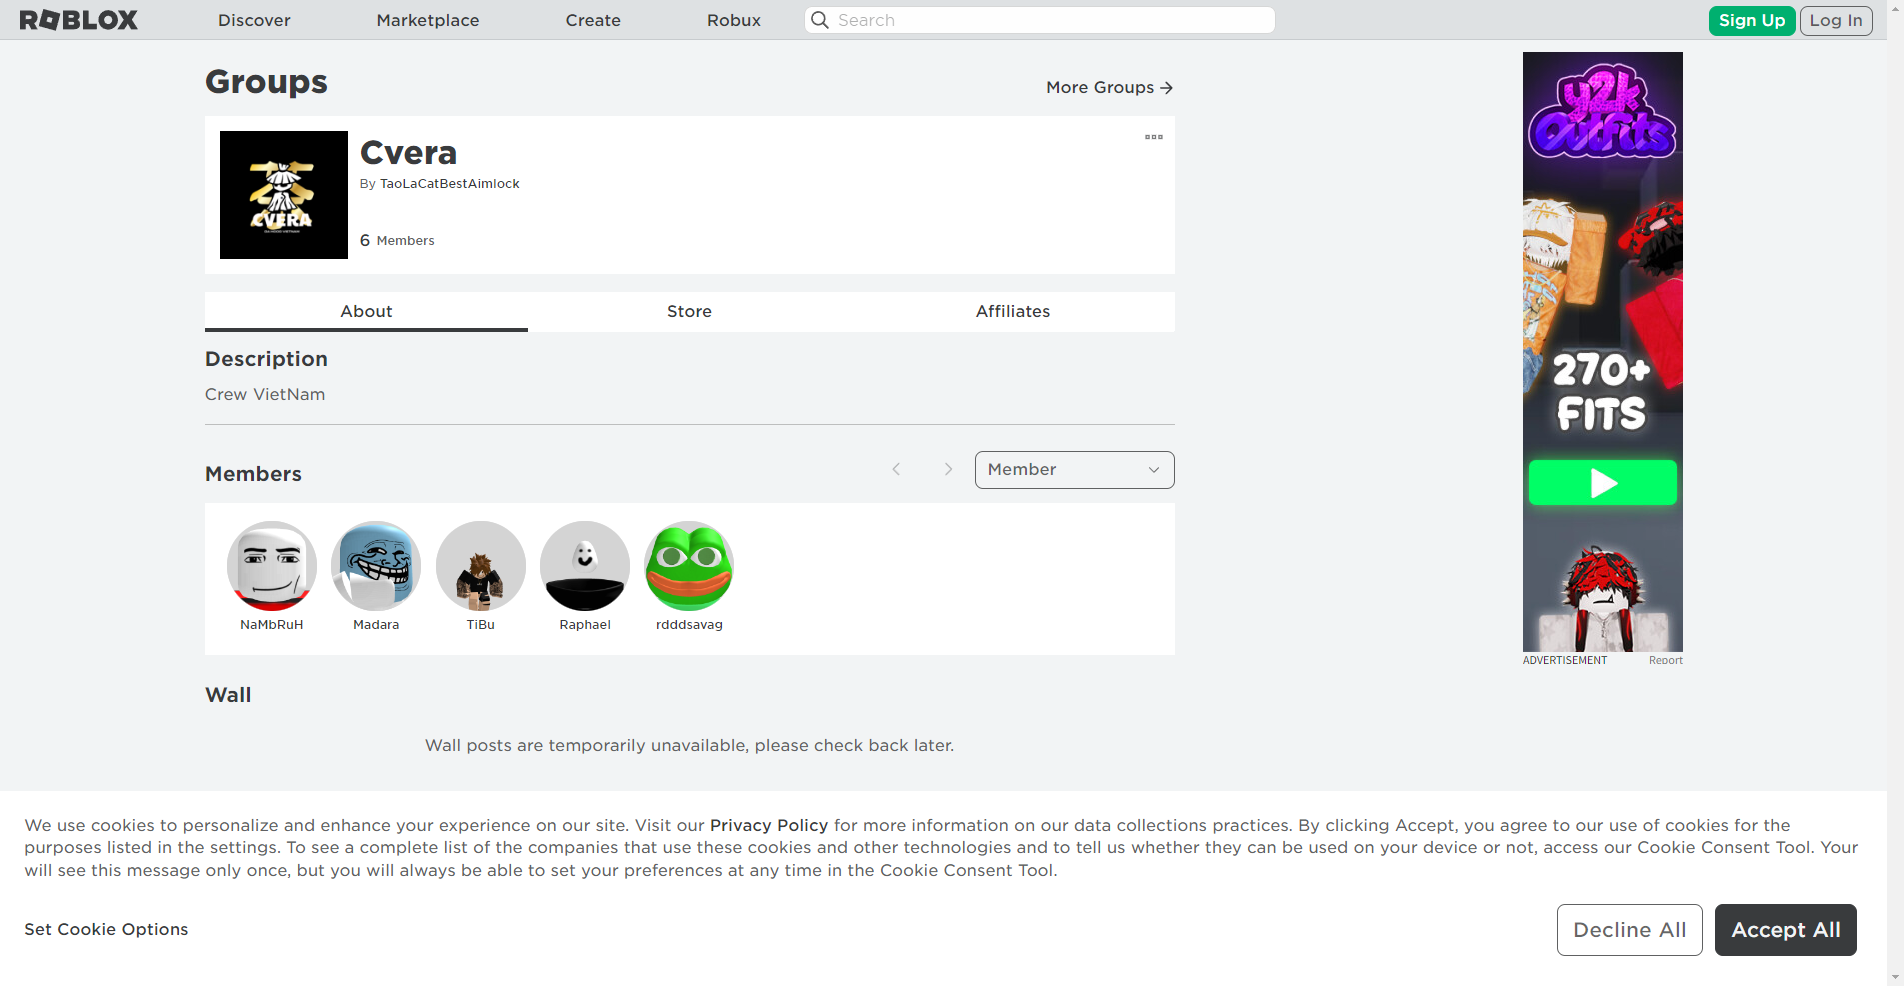 ROBLOX
Discover
Marketplace
Create
Robux
Search
Sign Up
Log In
Groups
More Groups
Cvera
By TaoLaCatBestAimlock
6 Members
CVERA
About
Store
Affiliates
Description
Crew VietNam
Members
Member
NaMbRuH
Madara
TiBu
Raphael
rdddsavag
Wall
Wall posts are temporarily unavailable, please check back later.
y2k
Outfits
270+
FITS
ADVERTISEMENT
Report
We use cookies to personalize and enhance your experience on our site. Visit our Privacy Policy for more information on our data collections practices. By clicking Accept, you agree to our use of cookies for the
purposes listed in the settings. To see a complete list of the companies that use these cookies and other technologies and to tell us whether they can be used on your device or not, access our Cookie Consent Tool. Your
will see this message only once, but you will always be able to set your preferences at any time in the Cookie Consent Tool.
Set Cookie Options
Decline All
Accept All